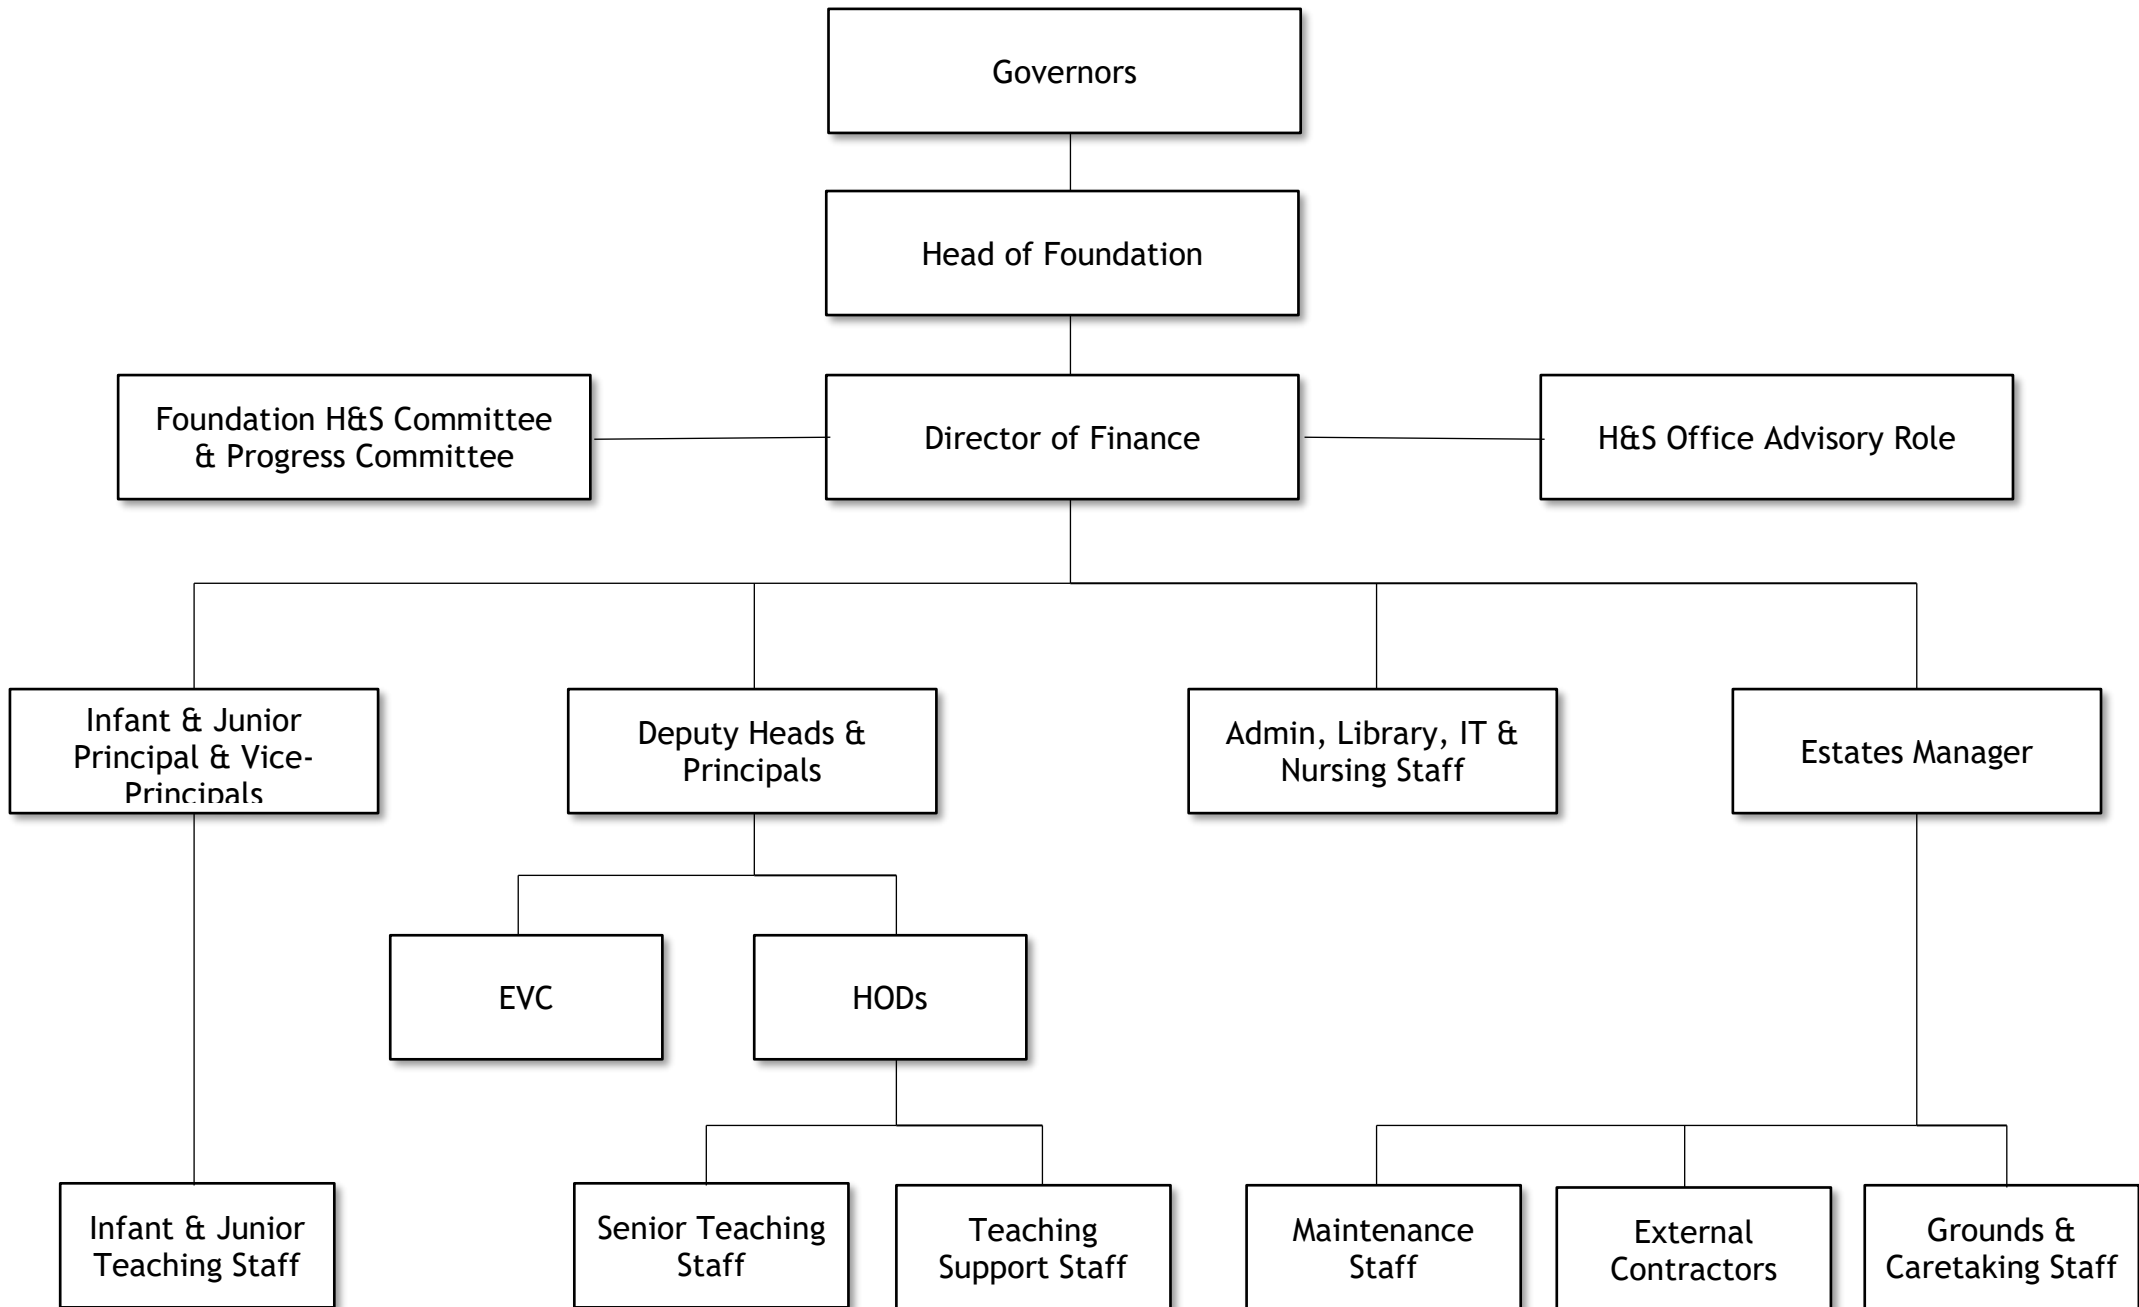 Governors
Head of Foundation
Foundation H&S Committee
& Progress Committee
Director of Finance
H&S Office Advisory Role
Infant & Junior
Principal & Vice-
Principals
Deputy Heads &
Principals
Admin, Library, IT &
Nursing Staff
Estates Manager
EVC
HODs
Infant & Junior
Teaching Staff
Senior Teaching
Staff
Teaching
Support Staff
Maintenance
Staff
External
Contractors
Grounds &
Caretaking Staff